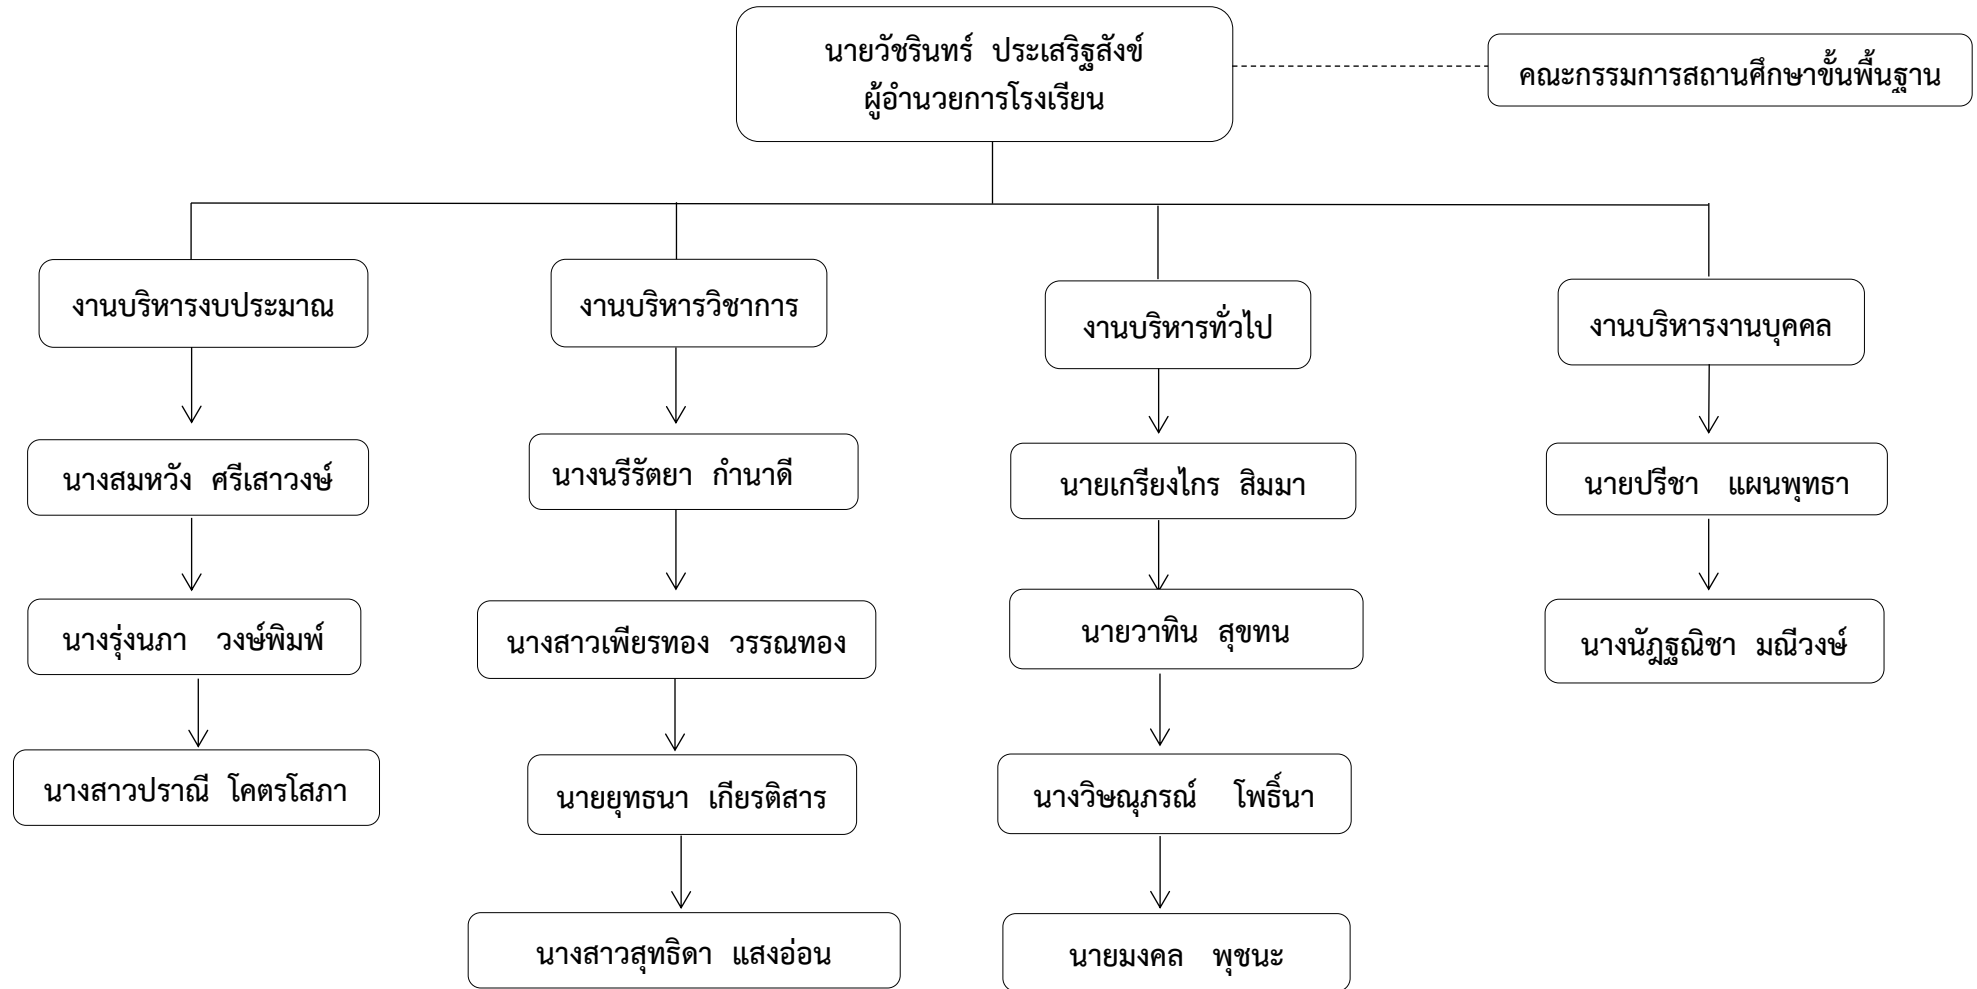 นายวัชรินทร์ ประเสริฐสังข์
ผู้อำนวยการโรงเรียน
คณะกรรมการสถานศึกษาขั้นพื้นฐาน
งานบริหารงบประมาณ
งานบริหารวิชาการ
งานบริหารทั่วไป
งานบริหารงานบุคคล
นางสมหวัง ศรีเสาวงษ์
นางนรีรัตยา กำนาดี
นายเกรียงไกร สิมมา
นายปรีชา แผนพุทธา
นางรุ่งนภา วงษ์พิมพ์
นางสาวเพียรทอง วรรณทอง
นายวาทิน สุขทน
นางนัฎฐณิชา มณีวงษ์
นางสาวปราณี โคตรโสภา
นายยุทธนา เกียรติสาร
นางวิษณุภรณ์ โพธิ์นา
นางสาวสุทธิดา แสงอ่อน
นายมงคล พุชนะ